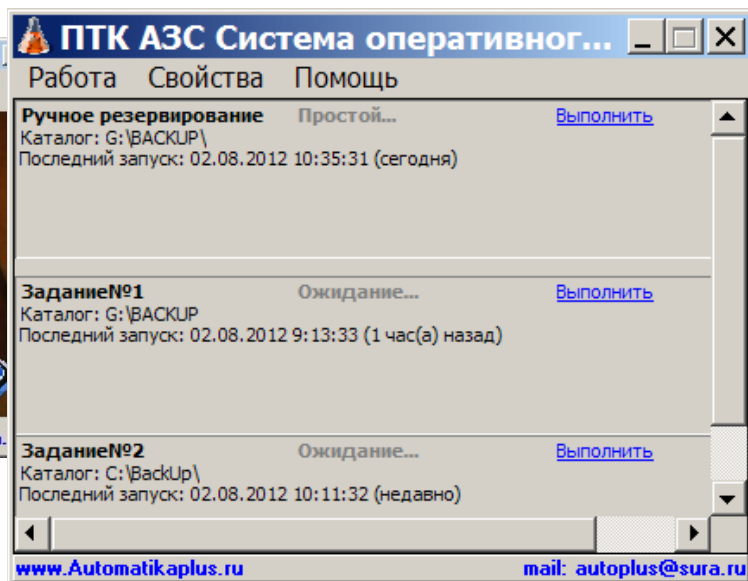 ПТК АЗС Система оперативног...
Работа Свойства Помощь
Ручное резервирование Простой... Выполнить
Каталог: G:\BACKUP\
Последний запуск: 02.08.2012 10:35:31 (сегодня)
Задание№1 Ожидание... Выполнить
Каталог: G:\BACKUP
Последний запуск: 02.08.2012 9:13:33 (1 час(а) назад)
Задание№2 Ожидание... Выполнить
Каталог: C:\BackUp\
Последний запуск: 02.08.2012 10:11:32 (недавно)
www.Automatikaplus.ru mail: autoplus@sura.ru